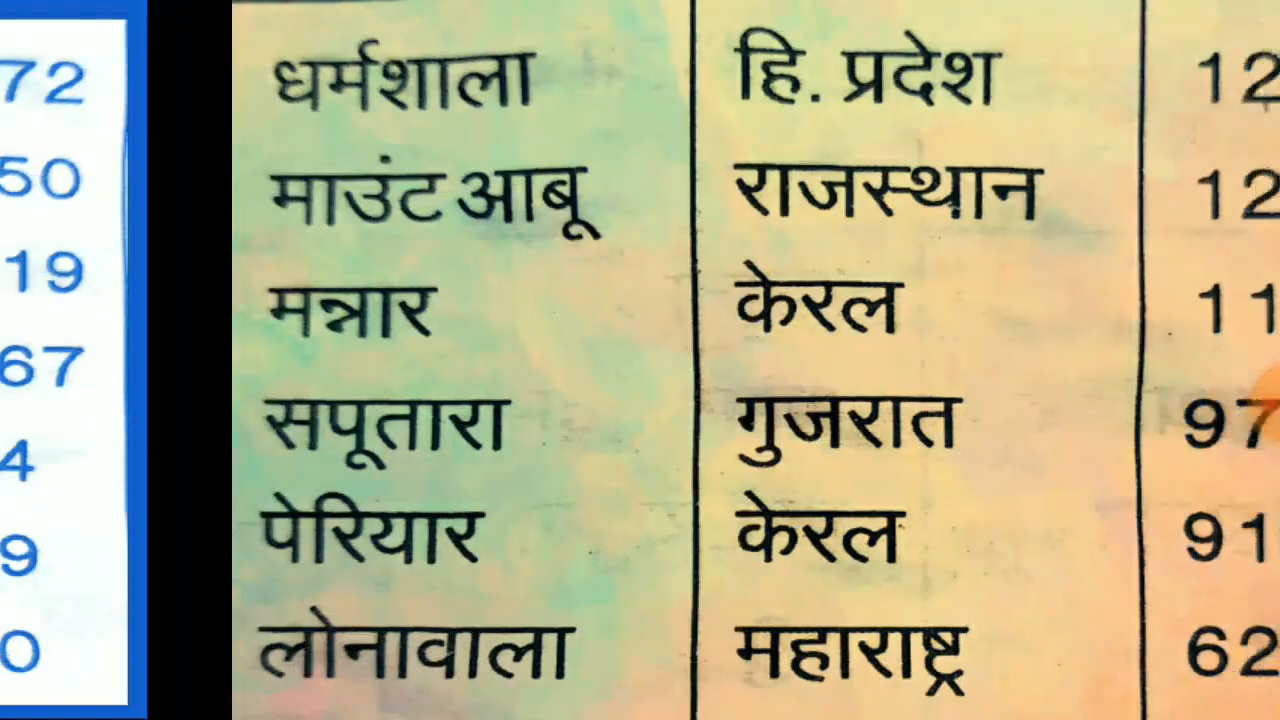 72
50
19
67
4
9
0
धर्मशाला हि. प्रदेश 12
माउंट आबू राजस्थान 12
मन्नार केरल 11
सपूतारा गुजरात 97
पेरियार केरल 91
लोनावाला महाराष्ट्र 62